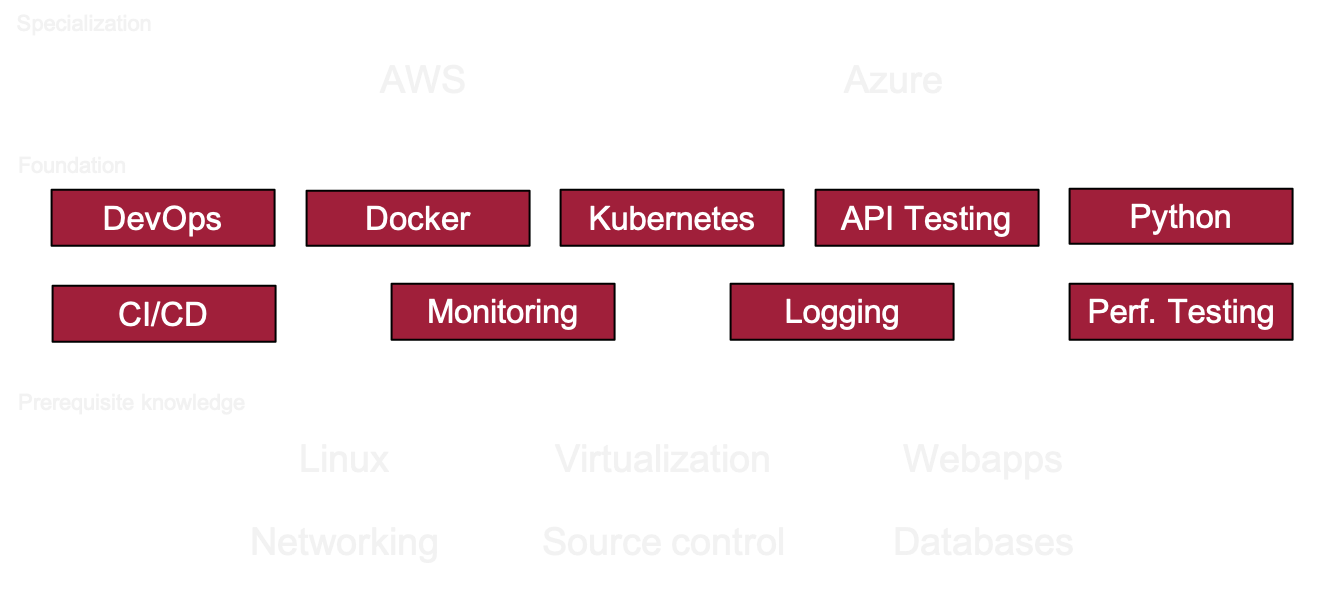 Specialization
AWS Azure
Foundation
DevOps Docker Kubernetes API Testing Python
CI/CD Monitoring Logging Perf. Testing
Prerequisite knowledge
Linux Virtualization Webapps
Networking Source control Databases